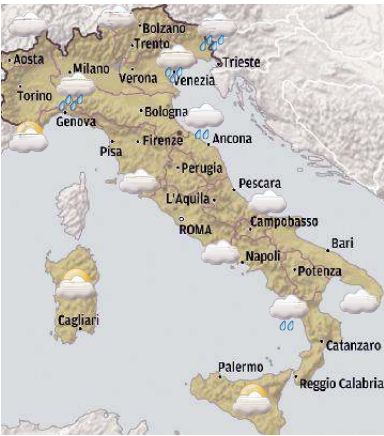 Bolzano
Trento
Aosta
Milano
Trieste
Verona
Venezia
Torino
Bologna
Genova
Firenze
Ancona
Pisa
Perugia
Pescara
L'Aquila
ROMA
Campobasso
Bari
Napoli
Potenza
Cagliari
Catanzaro
Palermo
Reggio Calabria